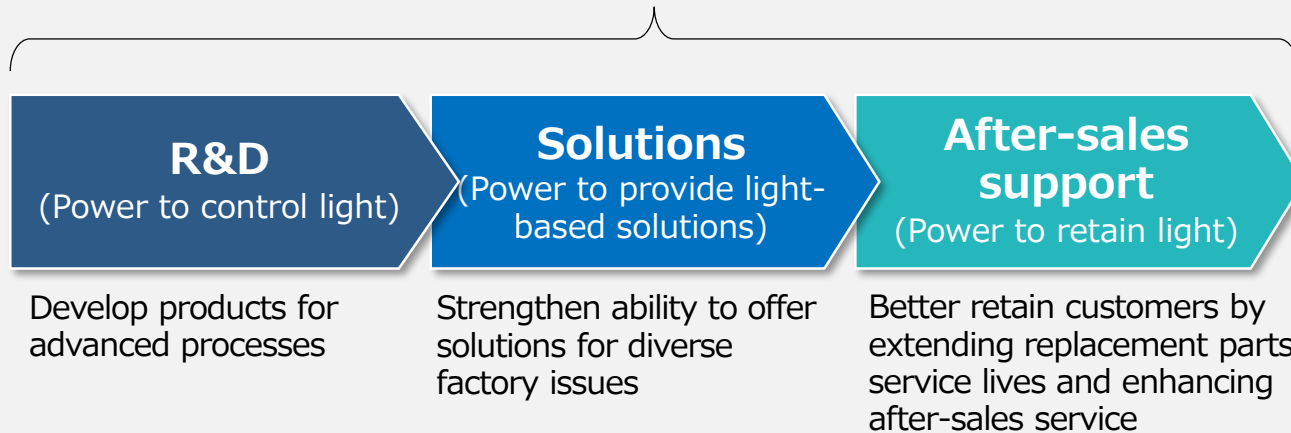 R&D
(Power to control light)
Develop products for
advanced processes
Solutions
(Power to provide light-
based solutions)
Strengthen ability to offer
solutions for diverse
factory issues
After-sales
support
(Power to retain light)
Better retain customers by
extending replacement parts
service lives and enhancing
after-sales service